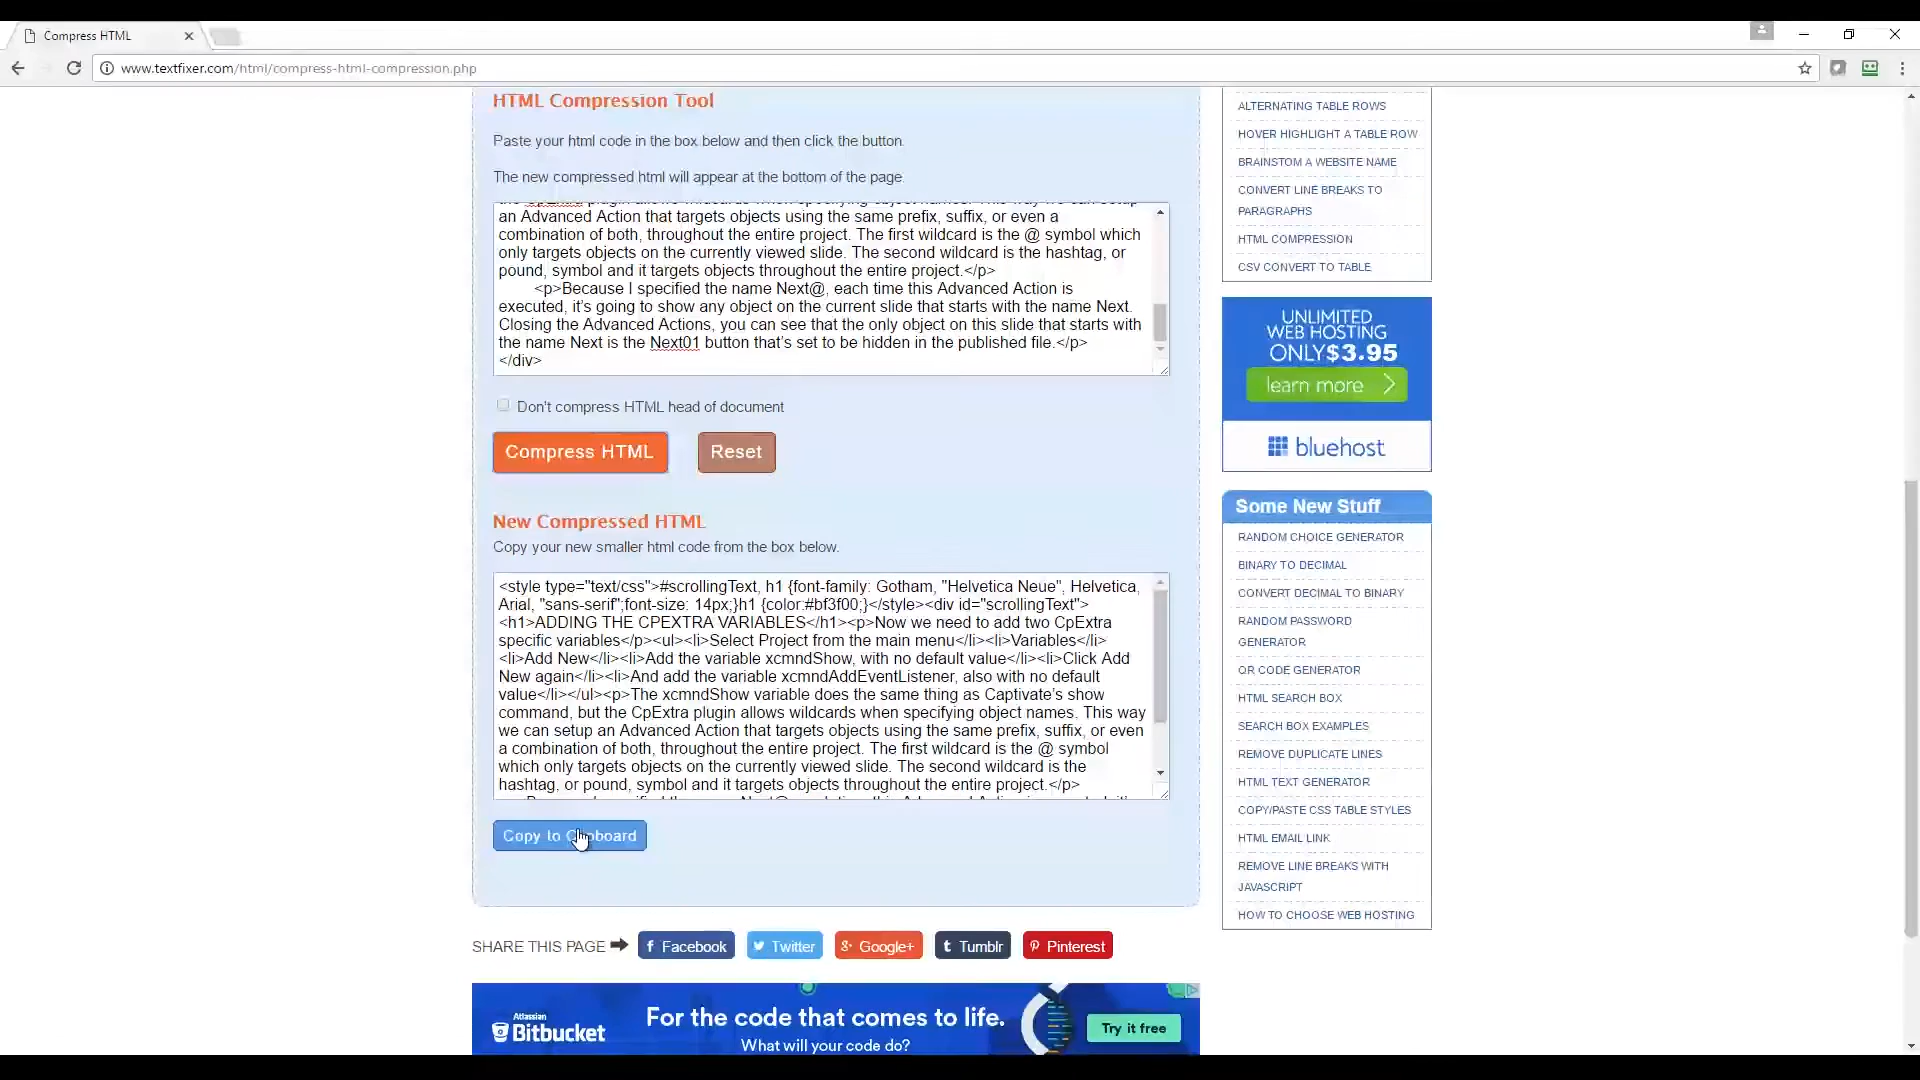 Compress HTML
www.textfixer.com/html/compress-html-compression.php
HTML Compression Tool
Paste your html code in the box below and then click the button.
The new compressed html will appear at the bottom of the page.
the CpExtra plugin allows wildcards when specifying object names. This way we can setup
an Advanced Action that targets objects using the same prefix, suffix, or even a
combination of both, throughout the entire project. The first wildcard is the @ symbol which
only targets objects on the currently viewed slide. The second wildcard is the hashtag, or
pound, symbol and it targets objects throughout the entire project.</p>
<p>Because I specified the name Next@, each time this Advanced Action is
executed, it's going to show any object on the current slide that starts with the name Next.
Closing the Advanced Actions, you can see that the only object on this slide that starts with
the name Next is the Next01 button that's set to be hidden in the published file.</p>
</div>
Don't compress HTML head of document
Compress HTML Reset
New Compressed HTML
Copy your new smaller html code from the box below.
<style type="text/css">#scrollingText, h1 {font-family: Gotham, "Helvetica Neue", Helvetica,
Arial, "sans-serif";font-size: 14px;}h1 {color:#bf3f00;}</style><div id="scrollingText">
<h1>ADDING THE CPEXTRA VARIABLES</h1><p>Now we need to add two CpExtra
specific variables</p><ul><li>Select Project from the main menu</li><li>Variables</li>
<li>Add New</li><li>Add the variable xcmndShow, with no default value</li><li>Click Add
New again</li><li>And add the variable xcmndAddEventListener, also with no default
value</li></ul><p>The xcmndShow variable does the same thing as Captivate's show
command, but the CpExtra plugin allows wildcards when specifying object names. This way
we can setup an Advanced Action that targets objects using the same prefix, suffix, or even
a combination of both, throughout the entire project. The first wildcard is the @ symbol
which only targets objects on the currently viewed slide. The second wildcard is the
hashtag, or pound, symbol and it targets objects throughout the entire project.</p>
Copy to Clipboard
SHARE THIS PAGE
Facebook
Twitter
Google+
Tumblr
Pinterest
Atlassian
Bitbucket
For the code that comes to life.
What will your code do?
Try it free
ALTERNATING TABLE ROWS
HOVER HIGHLIGHT A TABLE ROW
BRAINSTOM A WEBSITE NAME
CONVERT LINE BREAKS TO
PARAGRAPHS
HTML COMPRESSION
CSV CONVERT TO TABLE
UNLIMITED
WEB HOSTING
ONLY $3.95
learn more
bluehost
Some New Stuff
RANDOM CHOICE GENERATOR
BINARY TO DECIMAL
CONVERT DECIMAL TO BINARY
RANDOM PASSWORD
GENERATOR
QR CODE GENERATOR
HTML SEARCH BOX
SEARCH BOX EXAMPLES
REMOVE DUPLICATE LINES
HTML TEXT GENERATOR
COPY/PASTE CSS TABLE STYLES
HTML EMAIL LINK
REMOVE LINE BREAKS WITH
JAVASCRIPT
HOW TO CHOOSE WEB HOSTING